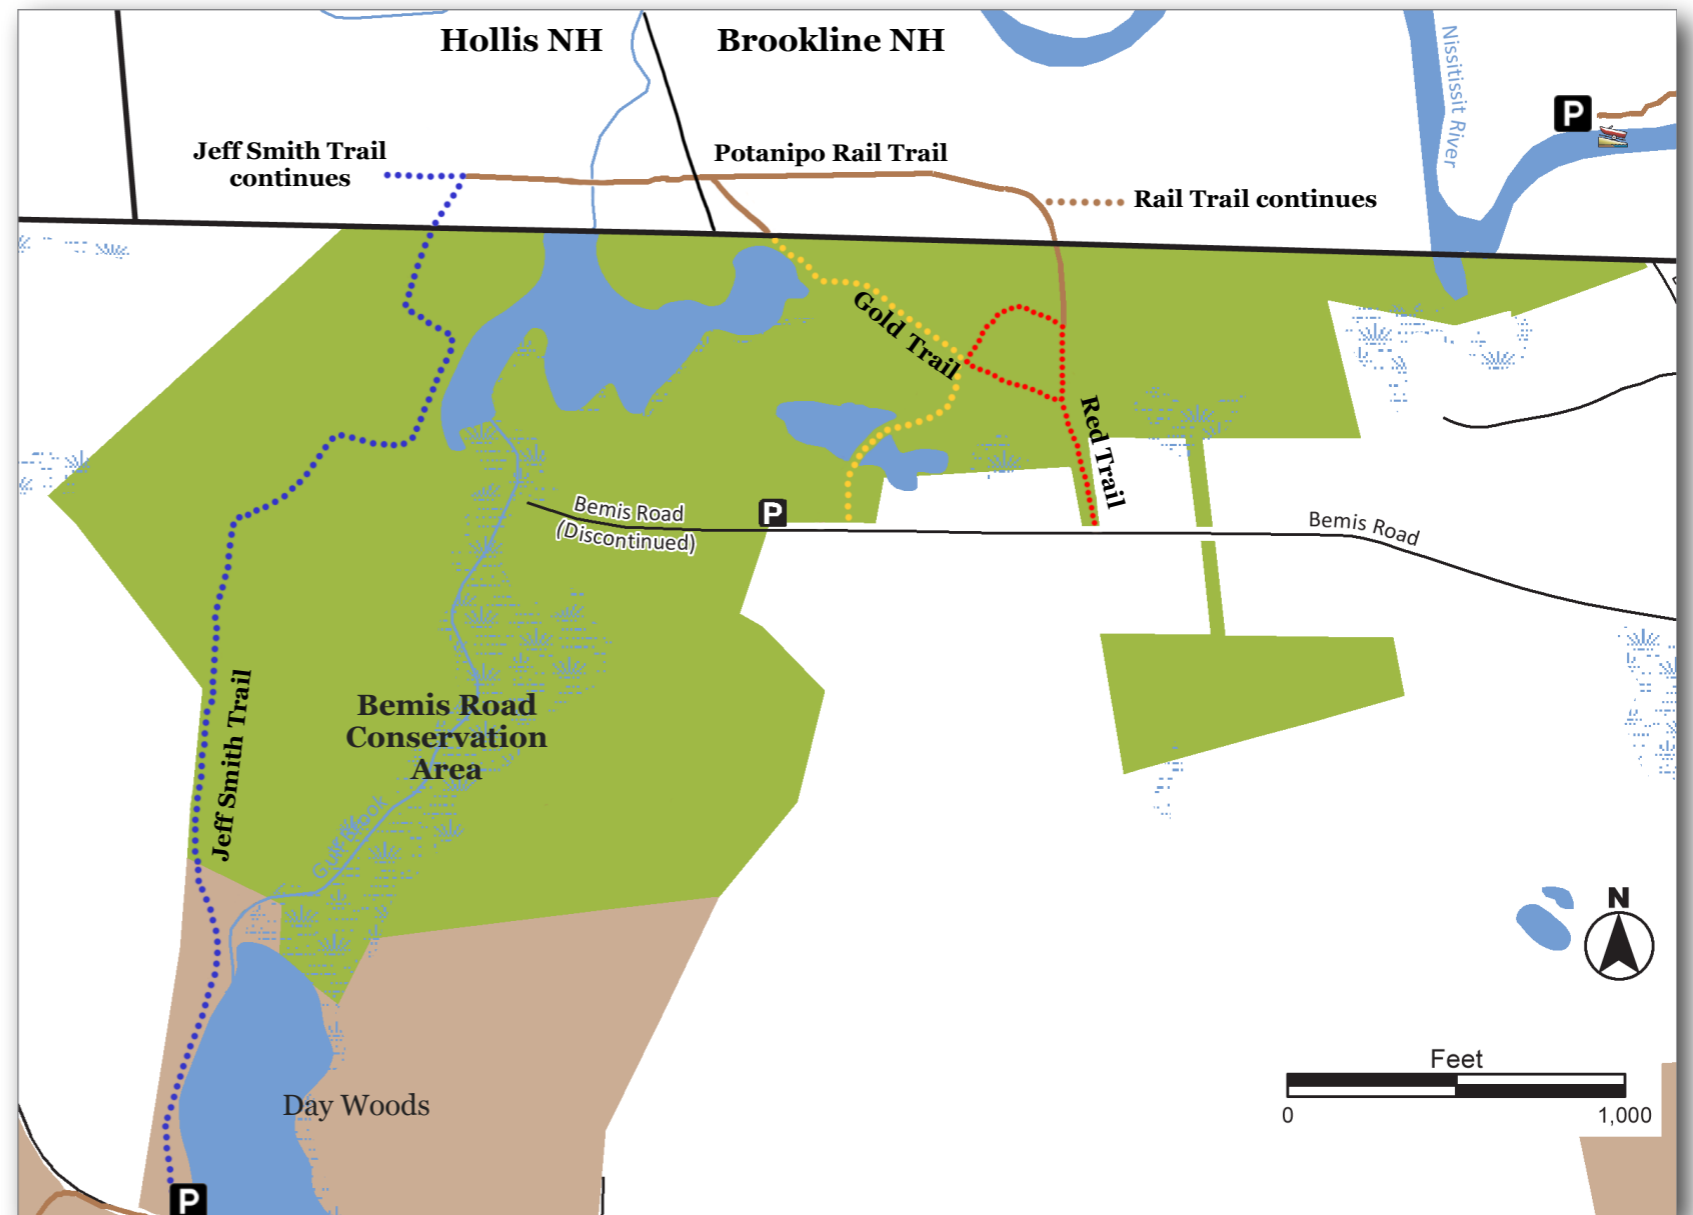 Hollis NH
Brookline NH
Nissitissit River
P
Jeff Smith Trail
continues
Potanipo Rail Trail
Rail Trail continues
Gold Trail
Red Trail
Bemis Road
(Discontinued)
P
Bemis Road
Jeff Smith Trail
Bemis Road
Conservation
Area
Gulf Brook
N
Feet
0
1,000
Day Woods
P